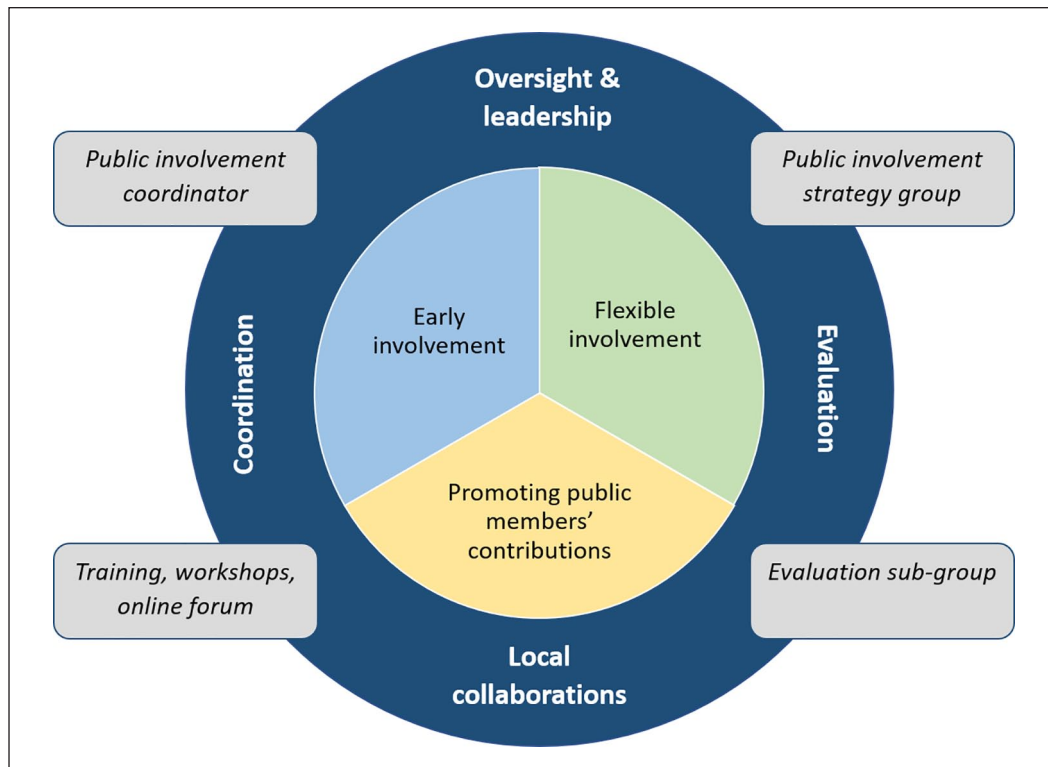 Oversight &
leadership
Public involvement
coordinator
Public involvement
strategy group
Early
involvement
Flexible
involvement
Coordination
Evaluation
Promoting public
members’
contributions
Training, workshops,
online forum
Evaluation sub-group
Local
collaborations